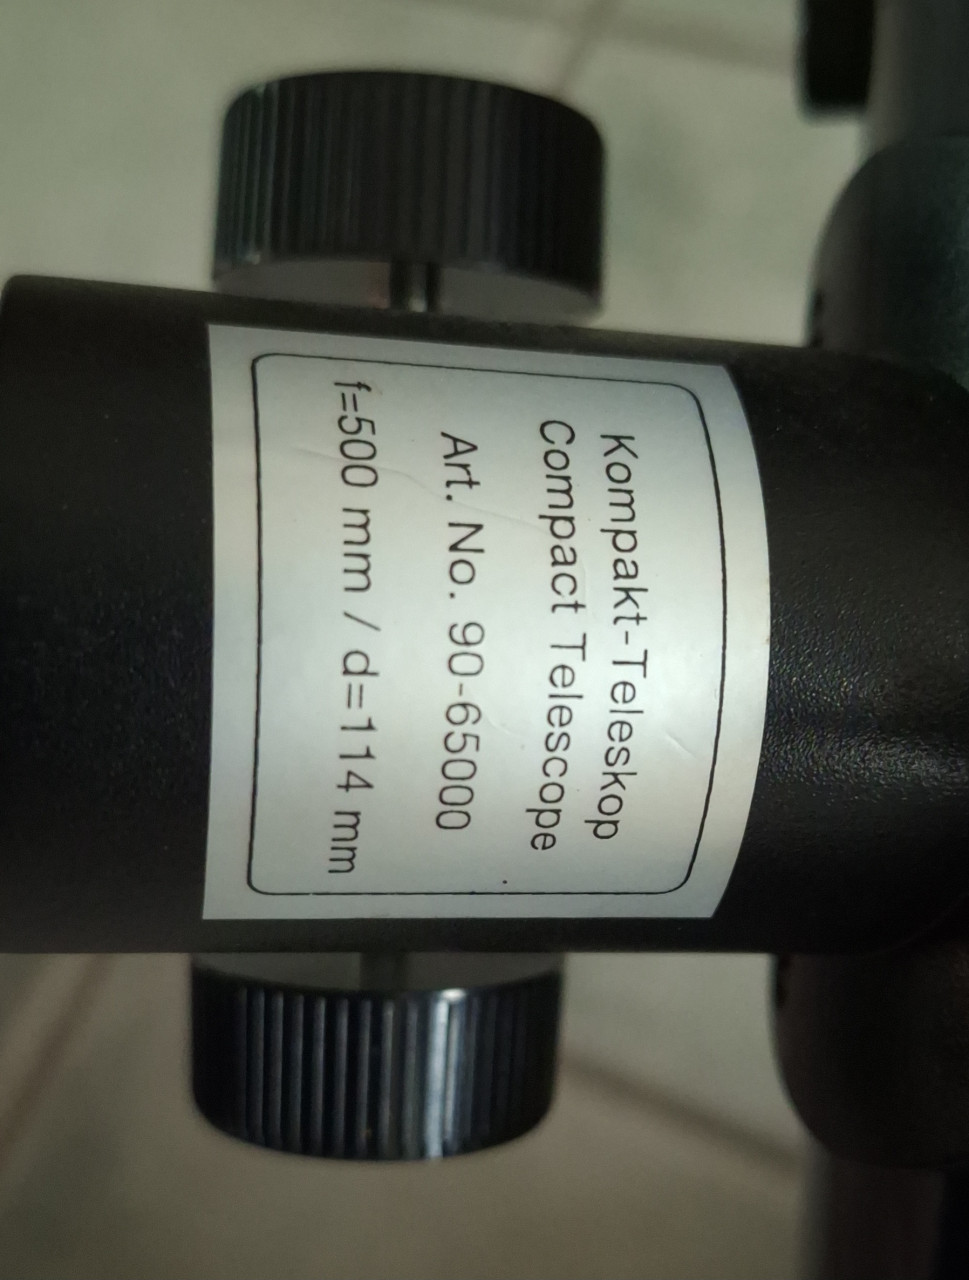 Kompakt-Teleskop
Compact Telescope
Art. No. 90-65000
f=500 mm / d=114 mm